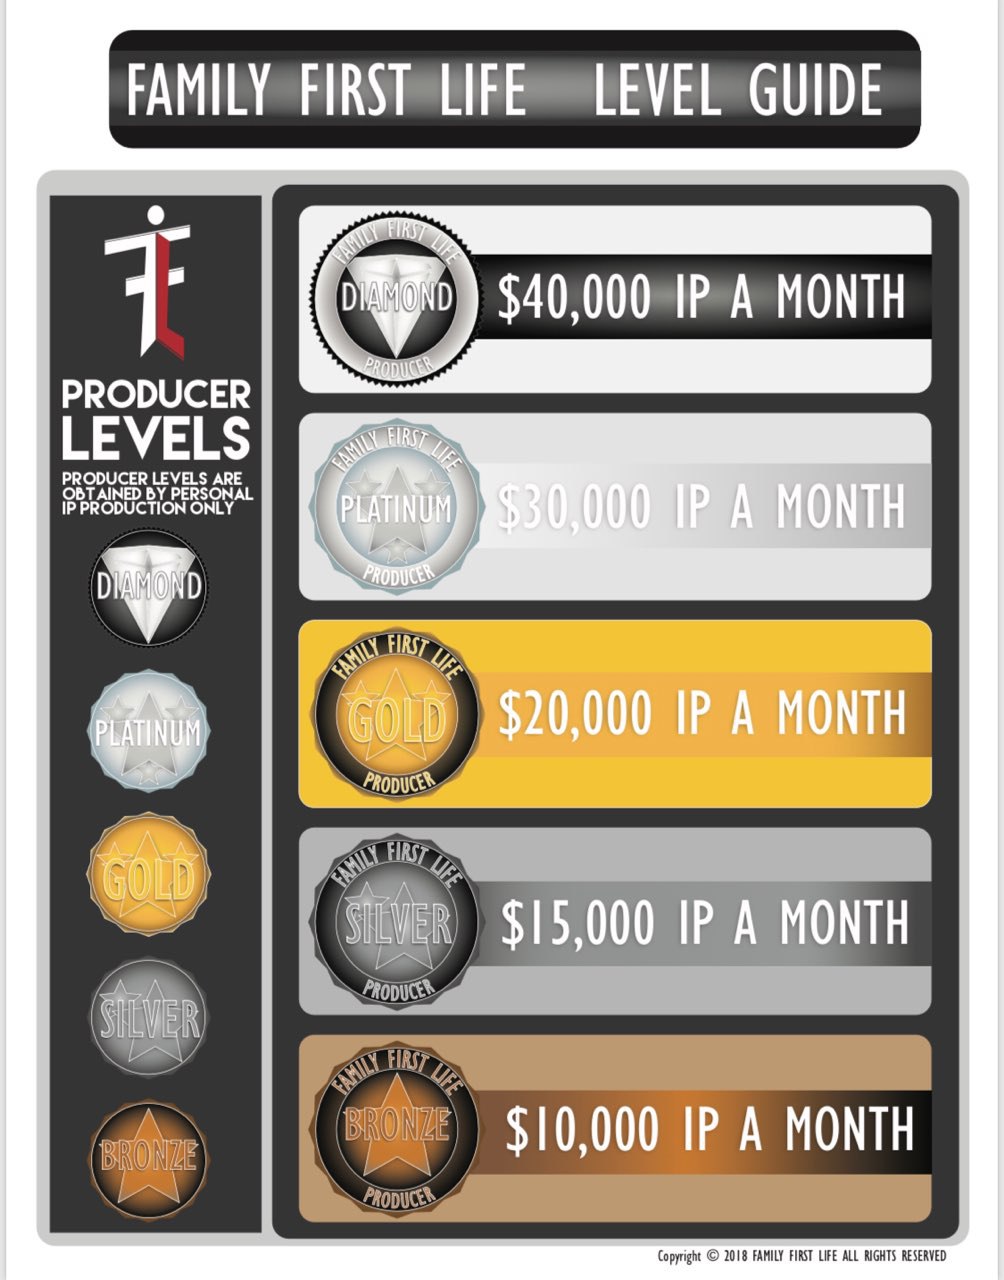 FAMILY FIRST LIFE LEVEL GUIDE
PRODUCER
LEVELS
PRODUCER LEVELS ARE
OBTAINED BY PERSONAL
IP PRODUCTION ONLY
DIAMOND
PLATINUM
GOLD
SILVER
BRONZE
FAMILY FIRST LIFE
DIAMOND
PRODUCER
$40,000 IP A MONTH
FAMILY FIRST LIFE
PLATINUM
PRODUCER
$30,000 IP A MONTH
FAMILY FIRST LIFE
GOLD
PRODUCER
$20,000 IP A MONTH
FAMILY FIRST LIFE
SILVER
PRODUCER
$15,000 IP A MONTH
FAMILY FIRST LIFE
BRONZE
PRODUCER
$10,000 IP A MONTH
Copyright © 2018 FAMILY FIRST LIFE ALL RIGHTS RESERVED